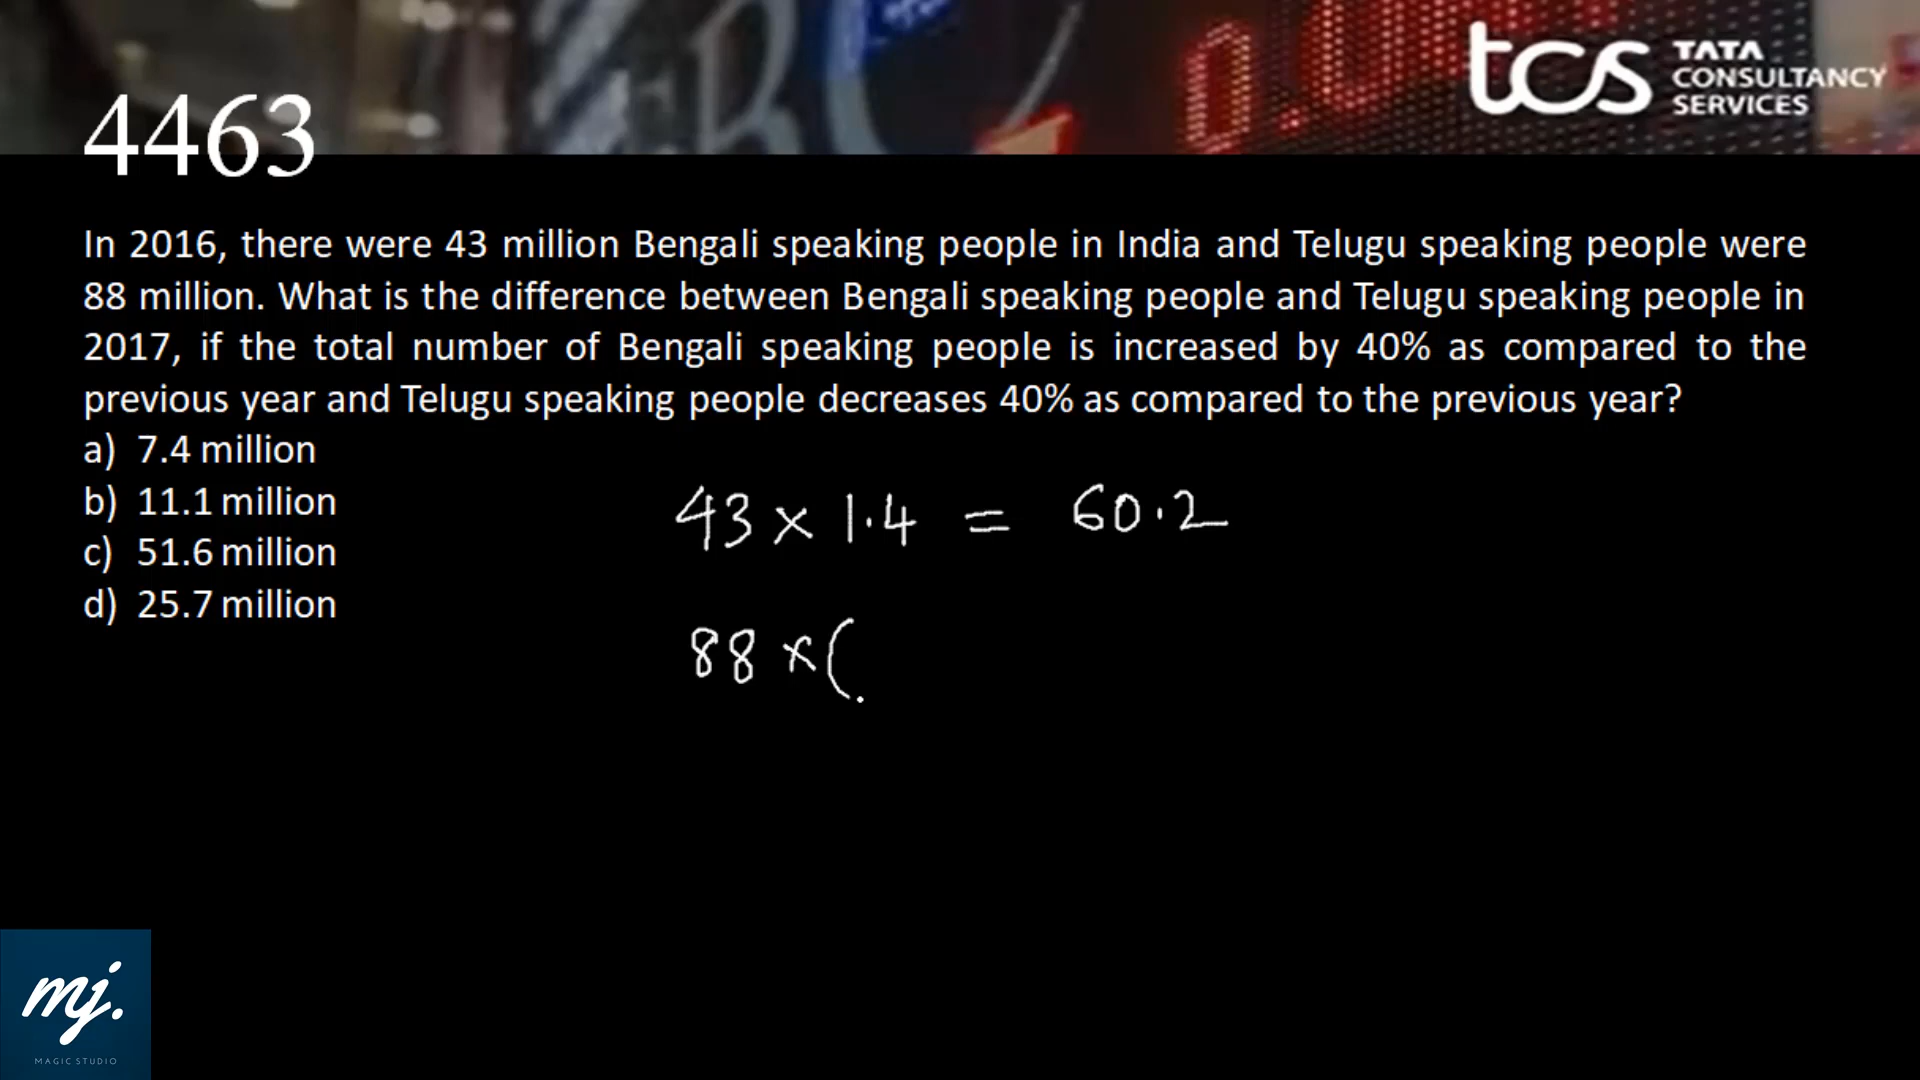 tcs TATA CONSULTANCY SERVICES
4463
In 2016, there were 43 million Bengali speaking people in India and Telugu speaking people were
88 million. What is the difference between Bengali speaking people and Telugu speaking people in
2017, if the total number of Bengali speaking people is increased by 40% as compared to the
previous year and Telugu speaking people decreases 40% as compared to the previous year?
a) 7.4 million
b) 11.1 million
c) 51.6 million
d) 25.7 million
43 × 1.4 = 60.2
88 × (.
mj.
MAGIC STUDIO